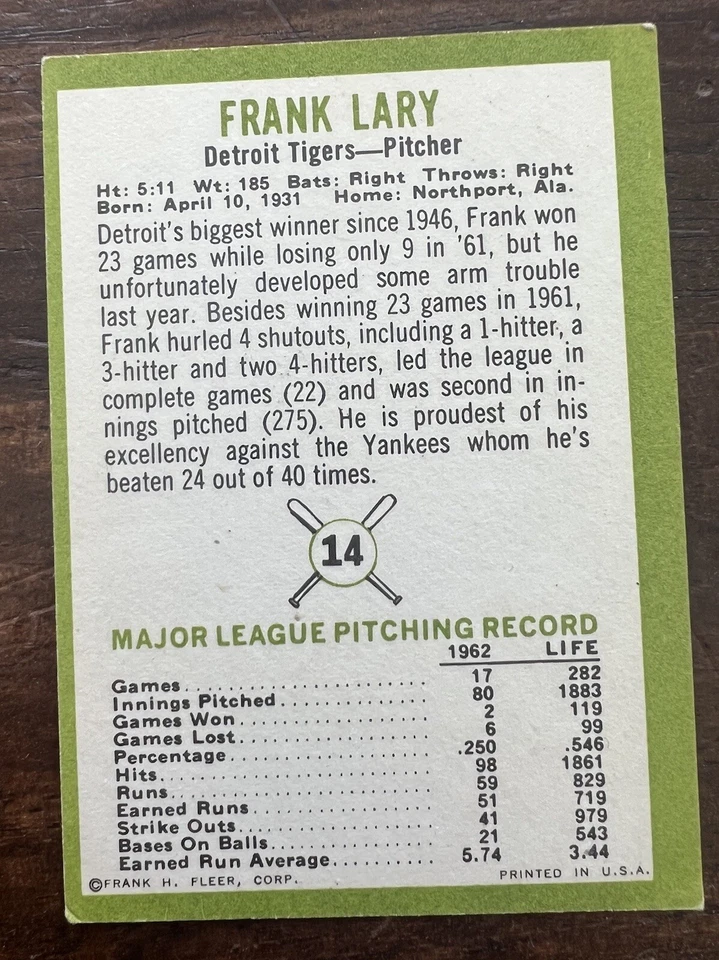 FRANK LARY
Detroit Tigers—Pitcher
Ht: 5:11 Wt: 185 Bats: Right Throws: Right
Born: April 10, 1931 Home: Northport, Ala.
Detroit's biggest winner since 1946, Frank won
23 games while losing only 9 in '61, but he
unfortunately developed some arm trouble
last year. Besides winning 23 games in 1961,
Frank hurled 4 shutouts, including a 1-hitter, a
3-hitter and two 4-hitters, led the league in
complete games (22) and was second in in-
nings pitched (275). He is proudest of his
excellency against the Yankees whom he's
beaten 24 out of 40 times.
14
MAJOR LEAGUE PITCHING RECORD
1962 LIFE
Games 17 282
Innings Pitched 80 1883
Games Won 2 119
Games Lost 6 99
Percentage .250 .546
Hits 98 1861
Runs 59 829
Earned Runs 51 719
Strike Outs 41 979
Bases On Balls 21 543
Earned Run Average 5.74 3.44
©FRANK H. FLEER, CORP. PRINTED IN U.S.A.